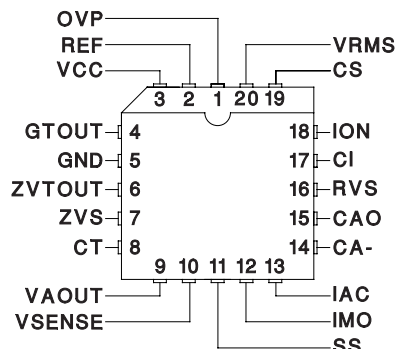 OVP
REF
VRMS
VCC
CS
3 2 1 20 19
GTOUT 4 18 ION
GND 5 17 CI
ZVTOUT 6 16 RVS
ZVS 7 15 CAO
CT 8 14 CA-
9 10 11 12 13
VAOUT
IAC
VSENSE
IMO
SS